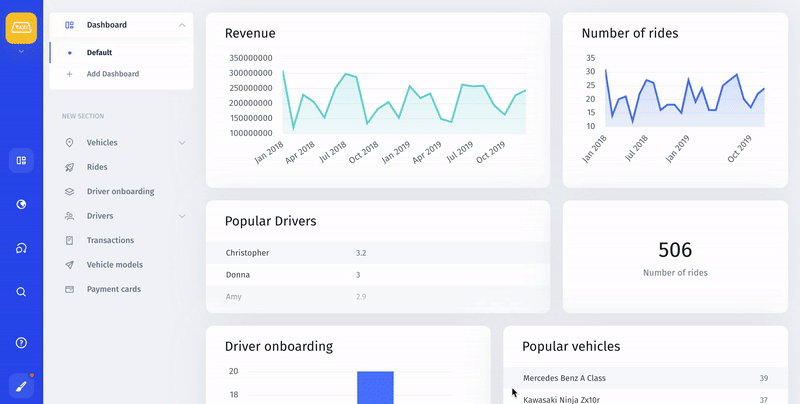 TAXI
Dashboard
Default
Add Dashboard
NEW SECTION
Vehicles
Rides
Driver onboarding
Drivers
Transactions
Vehicle models
Payment cards
Revenue
350000000
300000000
250000000
200000000
150000000
100000000
Jan 2018 Apr 2018 Jul 2018 Oct 2018 Jan 2019 Apr 2019 Jul 2019 Oct 2019
Number of rides
35
30
25
20
15
10
Jan 2018 Jul 2018 Jan 2019 Oct 2019
Popular Drivers
Christopher 3.2
Donna 3
Amy 2.9
506
Number of rides
Driver onboarding
20
18
Popular vehicles
Mercedes Benz A Class 39
Kawasaki Ninja Zx10r 37